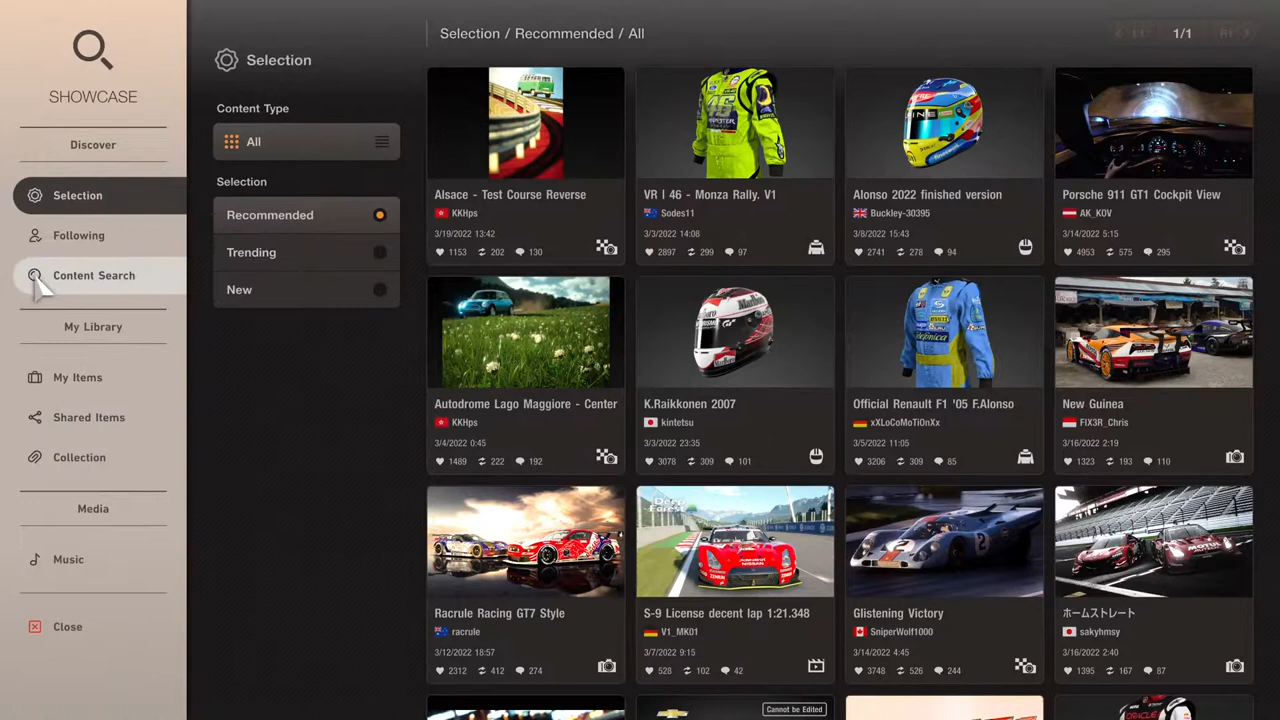 SHOWCASE
Discover
Selection
Following
Content Search
My Library
My Items
Shared Items
Collection
Media
Music
Close
Selection
Content Type
All
Selection
Recommended
Trending
New
Selection / Recommended / All
1/1
Alsace - Test Course Reverse
KKHps
3/19/2022 13:42
1153 202 130
VR | 46 - Monza Rally. V1
Sodes11
3/3/2022 14:08
2897 299 97
Alonso 2022 finished version
Buckley-30395
3/8/2022 15:43
2741 278 94
Porsche 911 GT1 Cockpit View
AK_KOV
3/14/2022 5:15
4953 575 295
Autodrome Lago Maggiore - Center
KKHps
3/4/2022 0:45
1489 222 192
Marlboro
K.Raikkonen 2007
kintetsu
3/3/2022 23:35
3078 309 101
Telefonica
Official Renault F1 '05 F.Alonso
xXLoCoMoTiOnXx
3/5/2022 11:05
3206 309 85
New Guinea
FIX3R_Chris
3/16/2022 2:19
1323 193 110
Racrule Racing GT7 Style
racrule
3/12/2022 18:57
2312 412 274
Deep
Forest
NISSAN
S-9 License decent lap 1:21.348
V1_MK01
3/7/2022 9:15
528 102 42
2
Glistening Victory
SniperWolf1000
3/14/2022 4:45
3748 526 244
ホームストレート
sakyhmsy
3/16/2022 2:40
1395 167 87
Cannot be Edited
CHEVROLET
ORACLE